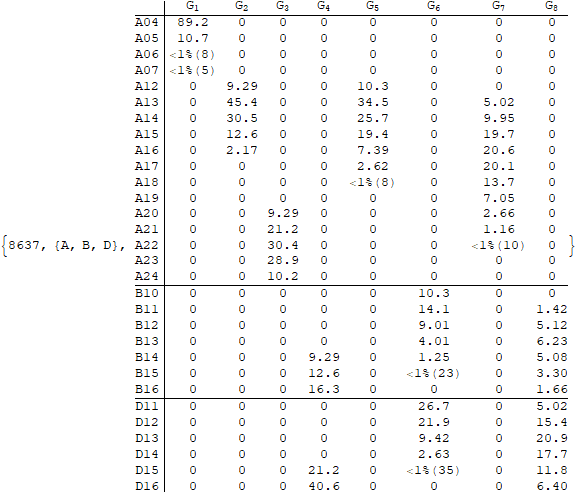 G₁ G₂ G₃ G₄ G₅ G₆ G₇ G₈
A04 89.2 0 0 0 0 0 0 0
A05 10.7 0 0 0 0 0 0 0
A06 <1%(8) 0 0 0 0 0 0 0
A07 <1%(5) 0 0 0 0 0 0 0
A12 0 9.29 0 0 10.3 0 0 0
A13 0 45.4 0 0 34.5 0 5.02 0
A14 0 30.5 0 0 25.7 0 9.95 0
A15 0 12.6 0 0 19.4 0 19.7 0
A16 0 2.17 0 0 7.39 0 20.6 0
A17 0 0 0 0 2.62 0 20.1 0
A18 0 0 0 0 <1%(8) 0 13.7 0
A19 0 0 0 0 0 0 7.05 0
A20 0 0 9.29 0 0 0 2.66 0
A21 0 0 21.2 0 0 0 1.16 0
{8637, {A, B, D}, A22 0 0 30.4 0 0 0 <1%(10) 0 }
A23 0 0 28.9 0 0 0 0 0
A24 0 0 10.2 0 0 0 0 0
B10 0 0 0 0 0 10.3 0 0
B11 0 0 0 0 0 14.1 0 1.42
B12 0 0 0 0 0 9.01 0 5.12
B13 0 0 0 0 0 4.01 0 6.23
B14 0 0 0 9.29 0 1.25 0 5.08
B15 0 0 0 12.6 0 <1%(23) 0 3.30
B16 0 0 0 16.3 0 0 0 1.66
D11 0 0 0 0 0 26.7 0 5.02
D12 0 0 0 0 0 21.9 0 15.4
D13 0 0 0 0 0 9.42 0 20.9
D14 0 0 0 0 0 2.63 0 17.7
D15 0 0 0 21.2 0 <1%(35) 0 11.8
D16 0 0 0 40.6 0 0 0 6.40